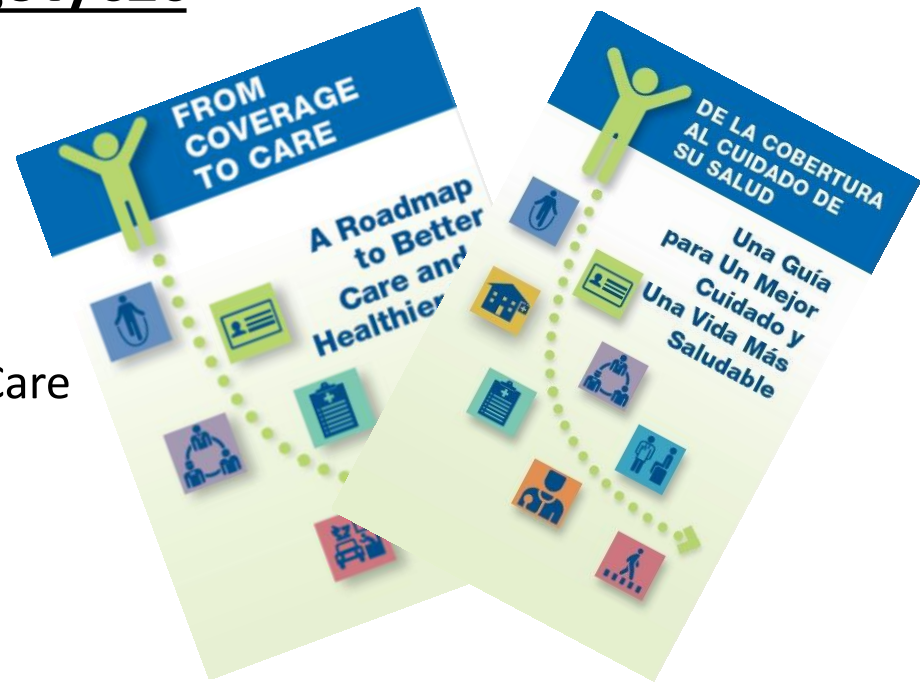 FROM
COVERAGE
TO CARE
A Roadmap
to Better
Care and
Care
DE LA COBERTURA
AL CUIDADO DE
SU SALUD
Una Guía
para Un Mejor
Cuidado y
Una Vida Más
Saludable